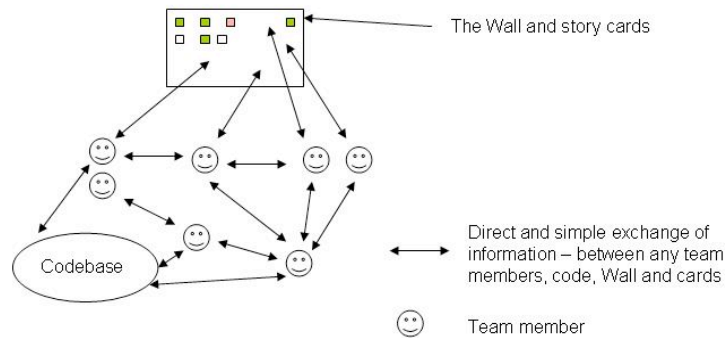 The Wall and story cards
Direct and simple exchange of
information – between any team
members, code, Wall and cards
Codebase
Team member